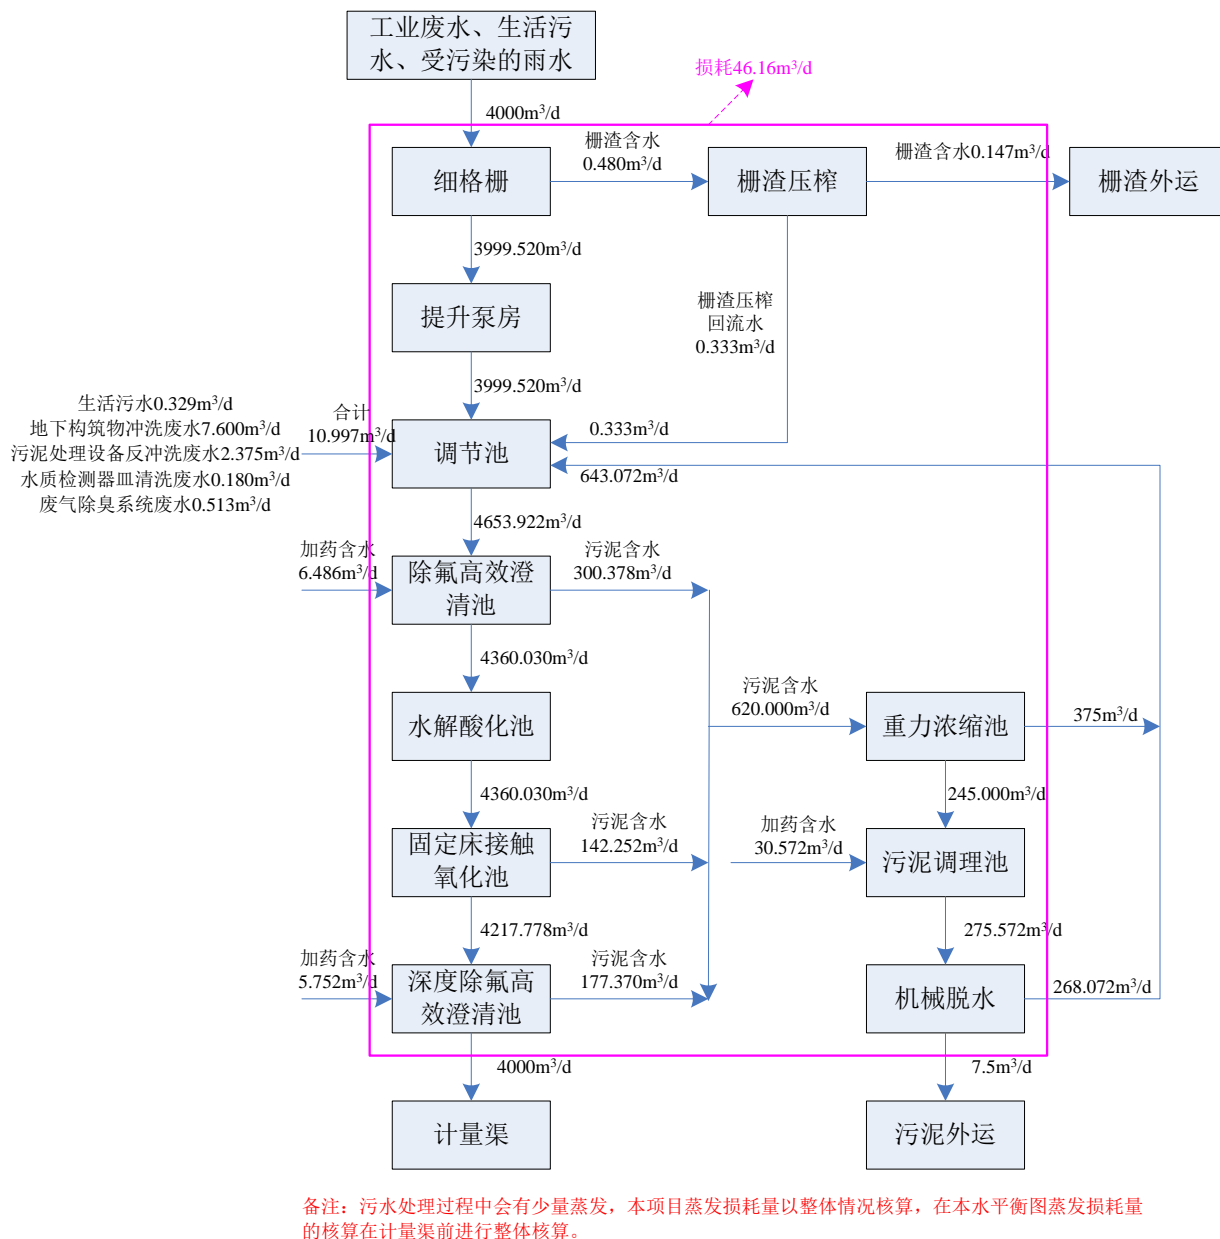 工业废水、生活污
水、受污染的雨水
损耗46.16m³/d
4000m³/d
栅渣含水
0.480m³/d
栅渣含水0.147m³/d
细格栅
栅渣压榨
栅渣外运
3999.520m³/d
提升泵房
栅渣压榨
回流水
0.333m³/d
3999.520m³/d
生活污水0.329m³/d
地下构筑物冲洗废水7.600m³/d
污泥处理设备反冲洗废水2.375m³/d
水质检测器皿清洗废水0.180m³/d
废气除臭系统废水0.513m³/d
合计
10.997m³/d
调节池
0.333m³/d
643.072m³/d
4653.922m³/d
加药含水
6.486m³/d
除氟高效澄
清池
污泥含水
300.378m³/d
4360.030m³/d
水解酸化池
污泥含水
620.000m³/d
重力浓缩池
375m³/d
4360.030m³/d
245.000m³/d
固定床接触
氧化池
污泥含水
142.252m³/d
加药含水
30.572m³/d
污泥调理池
4217.778m³/d
275.572m³/d
加药含水
5.752m³/d
深度除氟高
效澄清池
污泥含水
177.370m³/d
机械脱水
268.072m³/d
4000m³/d
7.5m³/d
计量渠
污泥外运
备注：污水处理过程中会有少量蒸发，本项目蒸发损耗量以整体情况核算，在本水平衡图蒸发损耗量
的核算在计量渠前进行整体核算。